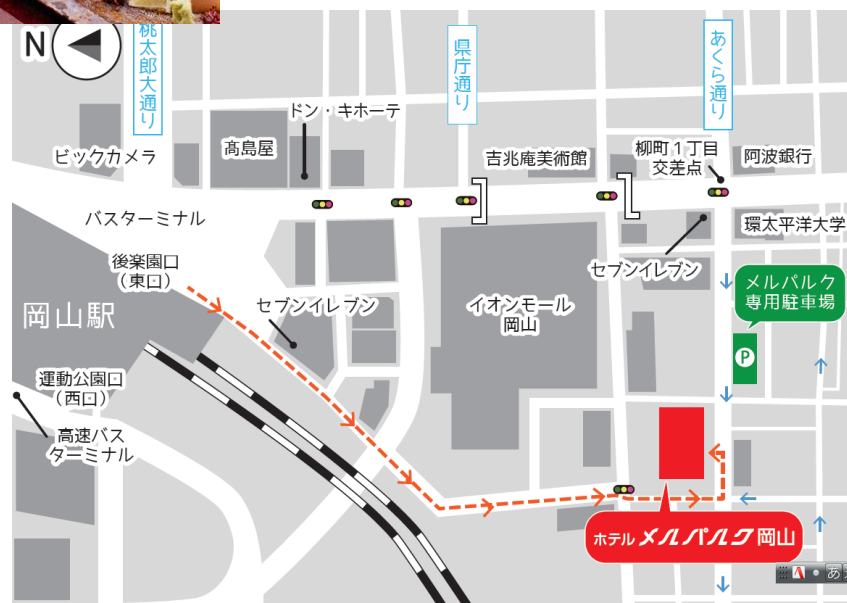 N
桃太郎大通り
県庁通り
あくら通り
ドン・キホーテ
ビックカメラ
髙島屋
吉兆庵美術館
柳町１丁目
交差点
阿波銀行
バスターミナル
環太平洋大学
後楽園口
（東口）
セブンイレブン
岡山駅
セブンイレブン
イオンモール
岡山
メルパルク
専用駐車場
P
運動公園口
（西口）
高速バス
ターミナル
ホテル メルパルク 岡山
あ